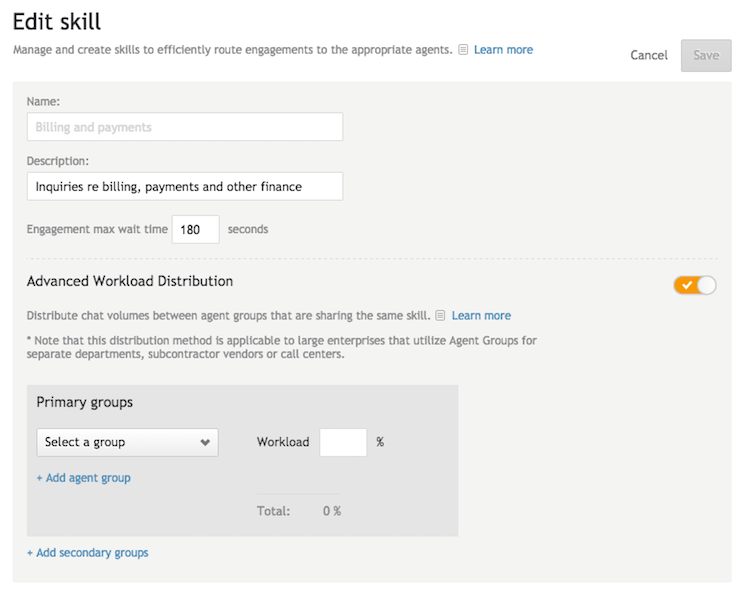 Edit skill
Manage and create skills to efficiently route engagements to the appropriate agents. Learn more
Cancel Save
Name:
Billing and payments
Description:
Inquiries re billing, payments and other finance
Engagement max wait time 180 seconds
Advanced Workload Distribution
Distribute chat volumes between agent groups that are sharing the same skill. Learn more
* Note that this distribution method is applicable to large enterprises that utilize Agent Groups for
separate departments, subcontractor vendors or call centers.
Primary groups
Select a group Workload %
+ Add agent group
Total: 0 %
+ Add secondary groups